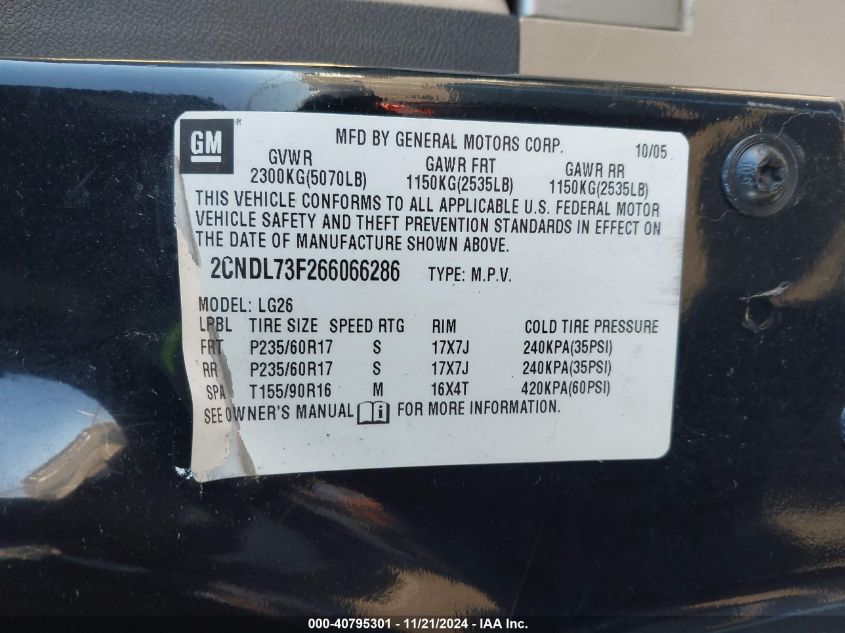 GM
MFD BY GENERAL MOTORS CORP. 10/05
GVWR GAWR FRT GAWR RR
2300KG(5070LB) 1150KG(2535LB) 1150KG(2535LB)
THIS VEHICLE CONFORMS TO ALL APPLICABLE U.S. FEDERAL MOTOR
VEHICLE SAFETY AND THEFT PREVENTION STANDARDS IN EFFECT ON
THE DATE OF MANUFACTURE SHOWN ABOVE.
2CNDL73F266066286 TYPE: M.P.V.
MODEL: LG26
LPBL TIRE SIZE SPEED RTG RIM COLD TIRE PRESSURE
FRT P235/60R17 S 17X7J 240KPA(35PSI)
RR P235/60R17 S 17X7J 240KPA(35PSI)
SPA T155/90R16 M 16X4T 420KPA(60PSI)
SEE OWNER'S MANUAL i FOR MORE INFORMATION.
000-40795301 - 11/21/2024 - IAA Inc.